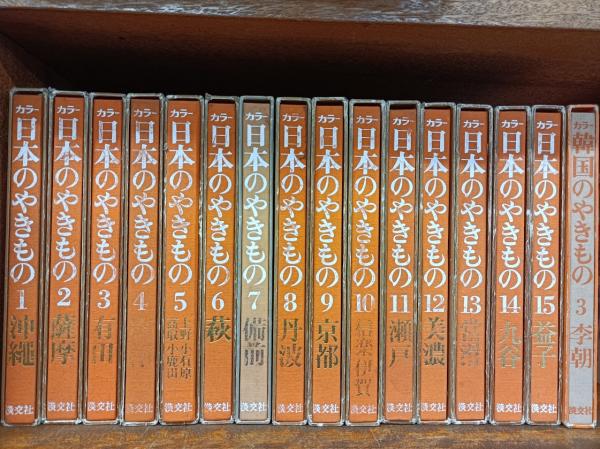 カラー 日本のやきもの 1 沖縄 淡交社
カラー 日本のやきもの 2 薩摩 淡交社
カラー 日本のやきもの 3 有田 淡交社
カラー 日本のやきもの 4 淡交社
カラー 日本のやきもの 5 上野 小石原 高取 小鹿田 淡交社
カラー 日本のやきもの 6 萩 淡交社
カラー 日本のやきもの 7 備前 淡交社
カラー 日本のやきもの 8 丹波 淡交社
カラー 日本のやきもの 9 京都 淡交社
カラー 日本のやきもの 10 信楽 伊賀 淡交社
カラー 日本のやきもの 11 瀬戸 淡交社
カラー 日本のやきもの 12 美濃 淡交社
カラー 日本のやきもの 13 常滑 淡交社
カラー 日本のやきもの 14 九谷 淡交社
カラー 日本のやきもの 15 益子 淡交社
カラー 韓国のやきもの 3 李朝 淡交社